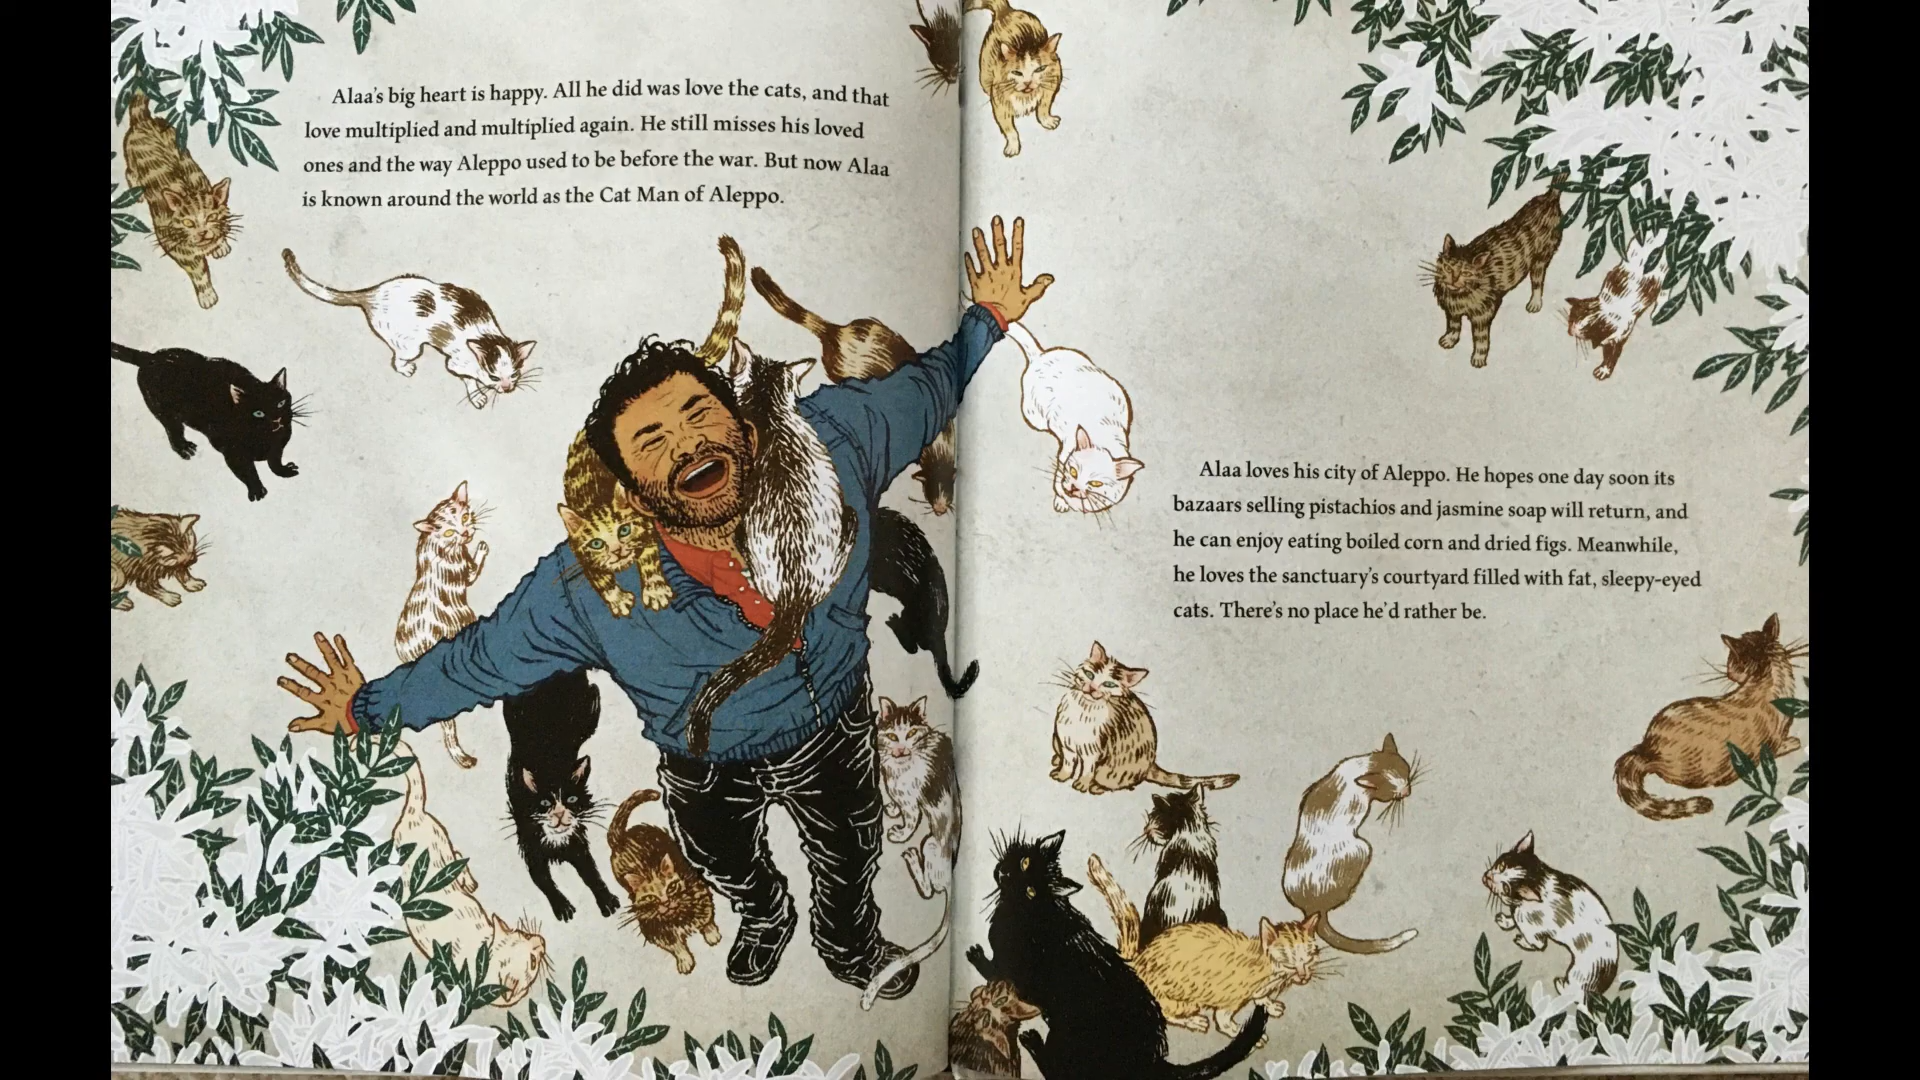 Alaa's big heart is happy. All he did was love the cats, and that
love multiplied and multiplied again. He still misses his loved
ones and the way Aleppo used to be before the war. But now Alaa
is known around the world as the Cat Man of Aleppo.
Alaa loves his city of Aleppo. He hopes one day soon its
bazaars selling pistachios and jasmine soap will return, and
he can enjoy eating boiled corn and dried figs. Meanwhile,
he loves the sanctuary's courtyard filled with fat, sleepy-eyed
cats. There's no place he'd rather be.